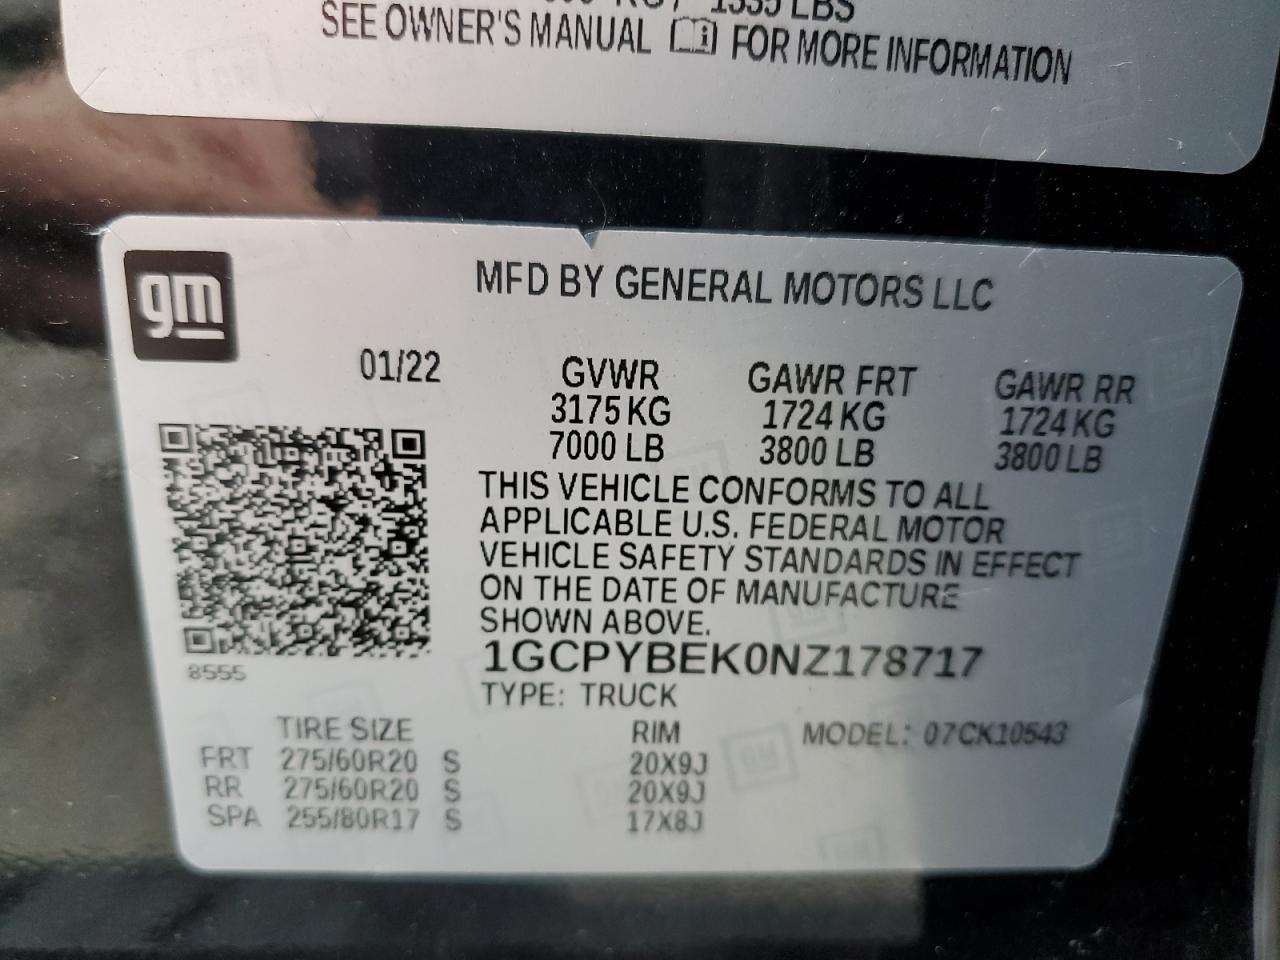 1335 LBS
SEE OWNER'S MANUAL FOR MORE INFORMATION
gm
MFD BY GENERAL MOTORS LLC
01/22
GVWR GAWR FRT GAWR RR
3175 KG 1724 KG 1724 KG
7000 LB 3800 LB 3800 LB
THIS VEHICLE CONFORMS TO ALL
APPLICABLE U.S. FEDERAL MOTOR
VEHICLE SAFETY STANDARDS IN EFFECT
ON THE DATE OF MANUFACTURE
SHOWN ABOVE.
8555
1GCPYBEK0NZ178717
TYPE: TRUCK
TIRE SIZE RIM MODEL: 07CK10543
FRT 275/60R20 S 20X9J
RR 275/60R20 S 20X9J
SPA 255/80R17 S 17X8J